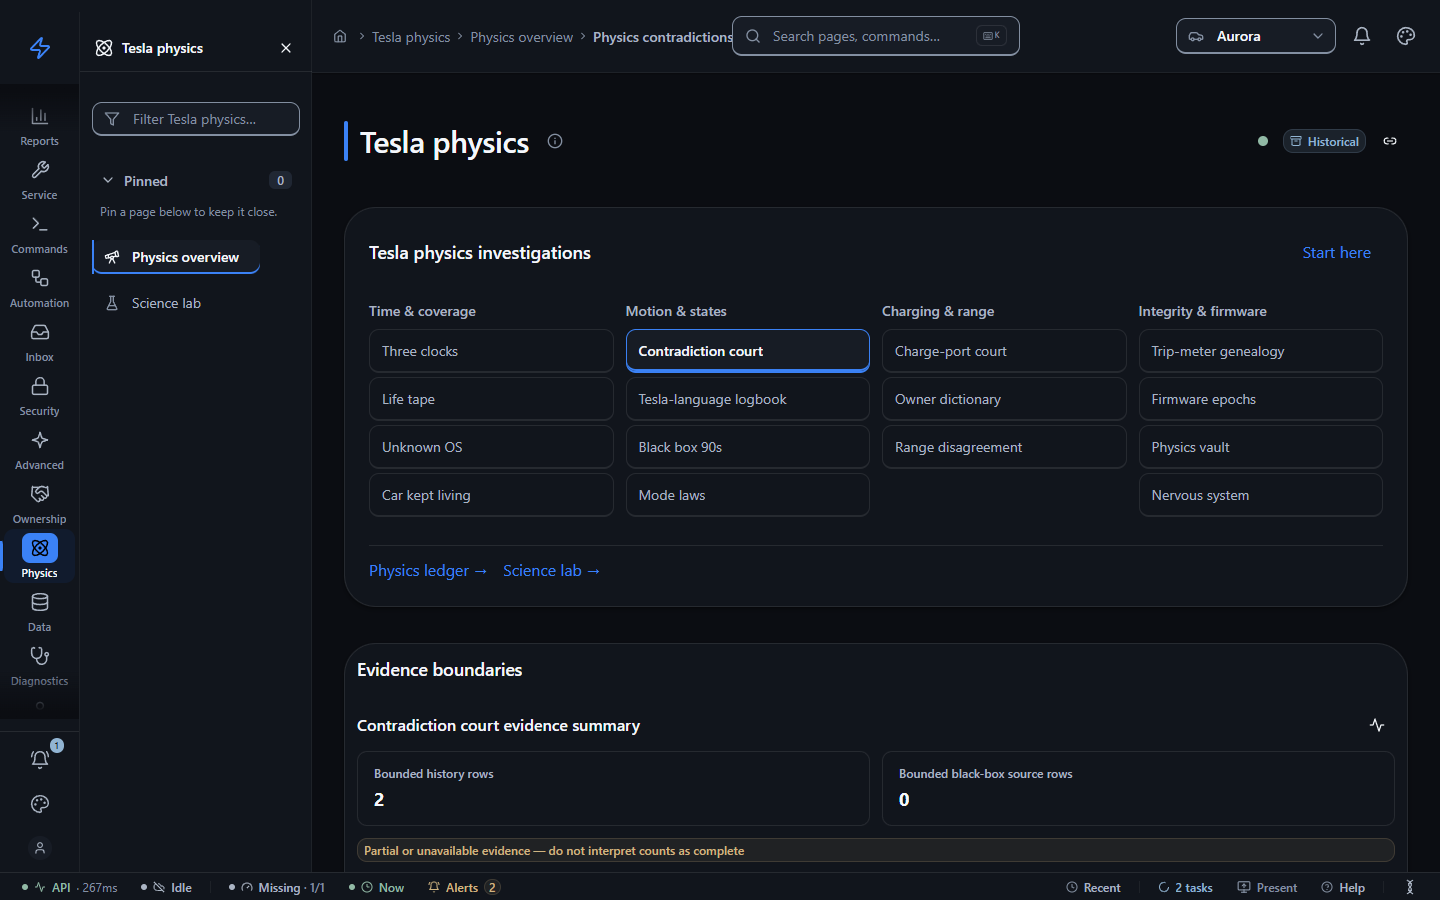 Tesla physics
Tesla physics
Physics overview
Physics contradictions
Search pages, commands...
K
Aurora
Filter Tesla physics...
Pinned
0
Pin a page below to keep it close.
Physics overview
Science lab
Reports
Service
Commands
Automation
Inbox
Security
Advanced
Ownership
Physics
Data
Diagnostics
1
Tesla physics
Historical
Tesla physics investigations
Start here
Time & coverage
Three clocks
Life tape
Unknown OS
Car kept living
Motion & states
Contradiction court
Tesla-language logbook
Black box 90s
Mode laws
Charging & range
Charge-port court
Owner dictionary
Range disagreement
Integrity & firmware
Trip-meter genealogy
Firmware epochs
Physics vault
Nervous system
Physics ledger →
Science lab →
Evidence boundaries
Contradiction court evidence summary
Bounded history rows
2
Bounded black-box source rows
0
Partial or unavailable evidence — do not interpret counts as complete
API · 267ms
Idle
Missing · 1/1
Now
Alerts 2
Recent
2 tasks
Present
Help